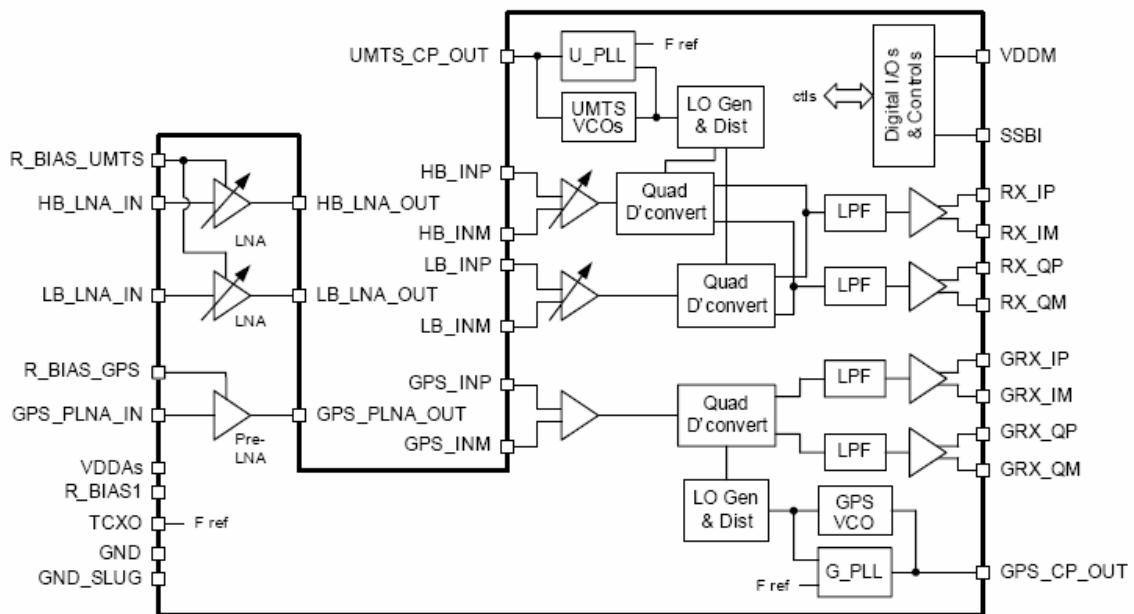 UMTS_CP_OUT
U_PLL
F ref
UMTS
VCOs
LO Gen
& Dist
ctls
Digital I/Os
& Controls
VDDM
SSBI
R_BIAS_UMTS
HB_LNA_IN
LNA
HB_LNA_OUT
LB_LNA_IN
LNA
LB_LNA_OUT
R_BIAS_GPS
GPS_PLNA_IN
Pre-
LNA
GPS_PLNA_OUT
VDDAs
R_BIAS1
TCXO
F ref
GND
GND_SLUG
HB_INP
HB_INM
Quad
D'convert
LB_INP
LB_INM
Quad
D'convert
LPF
RX_IP
RX_IM
LPF
RX_QP
RX_QM
GPS_INP
GPS_INM
Quad
D'convert
LPF
GRX_IP
GRX_IM
LPF
GRX_QP
GRX_QM
LO Gen
& Dist
GPS
VCO
F ref
G_PLL
GPS_CP_OUT